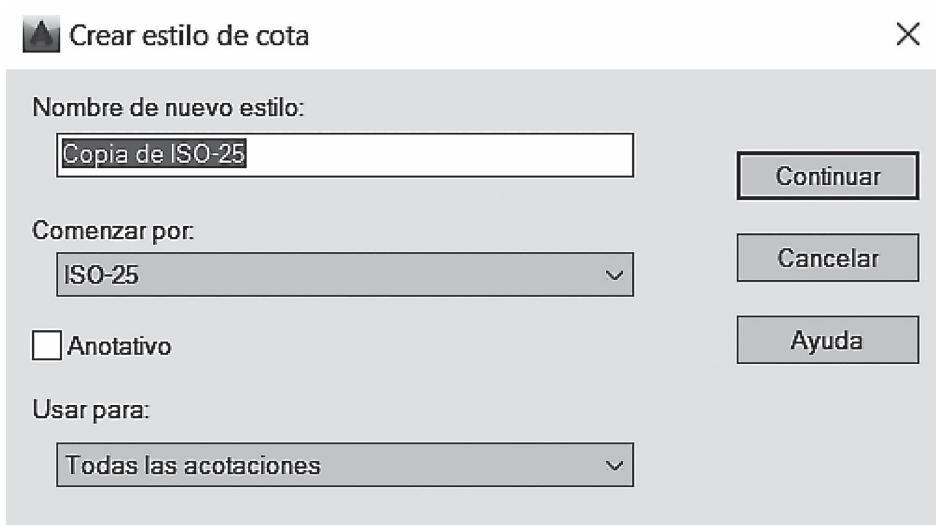 Crear estilo de cota
Nombre de nuevo estilo:
Copia de ISO-25
Continuar
Comenzar por:
ISO-25
Cancelar
Anotativo
Ayuda
Usar para:
Todas las acotaciones